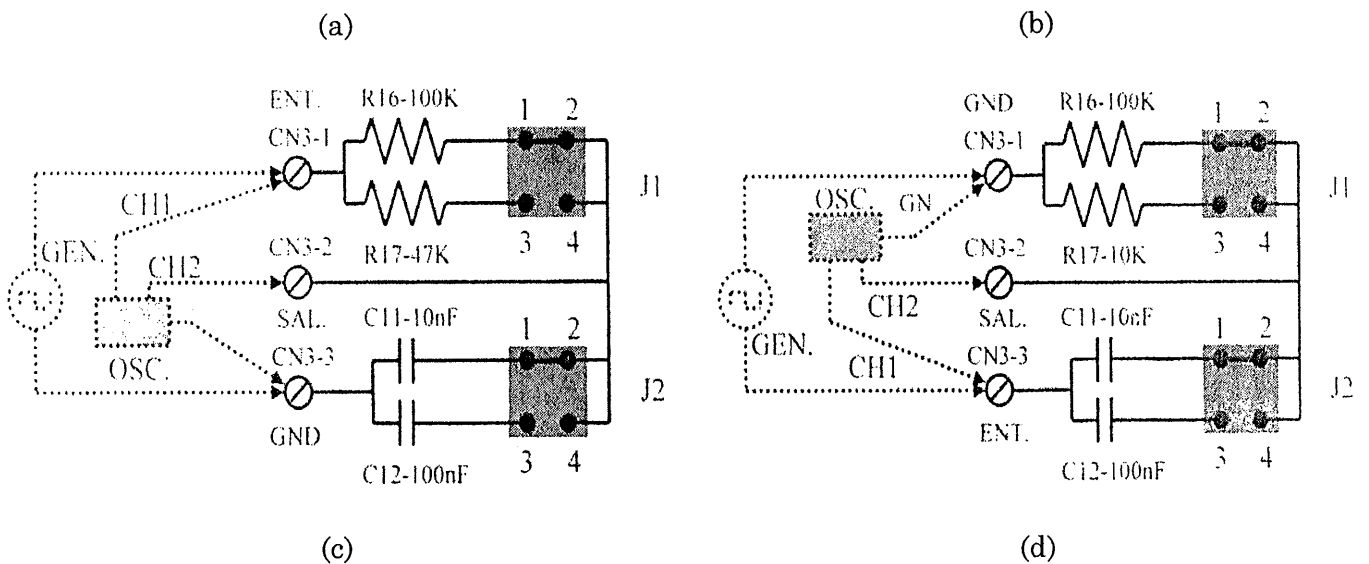 (a)
(b)
ENT.
R16-100K
1
2
CN3-1
CH1
J1
GEN.
CN3-2
3
4
R17-47K
CH2
SAL.
C11-10nF
1
2
CN3-3
OSC.
J2
GND
3
4
C12-100nF
GND
R16-100K
1
2
CN3-1
OSC.
GN
J1
CN3-2
3
4
R17-10K
CH2
SAL.
C11-10nF
1
2
GEN.
CN3-3
CH1
J2
ENT.
3
4
C12-100nF
(c)
(d)